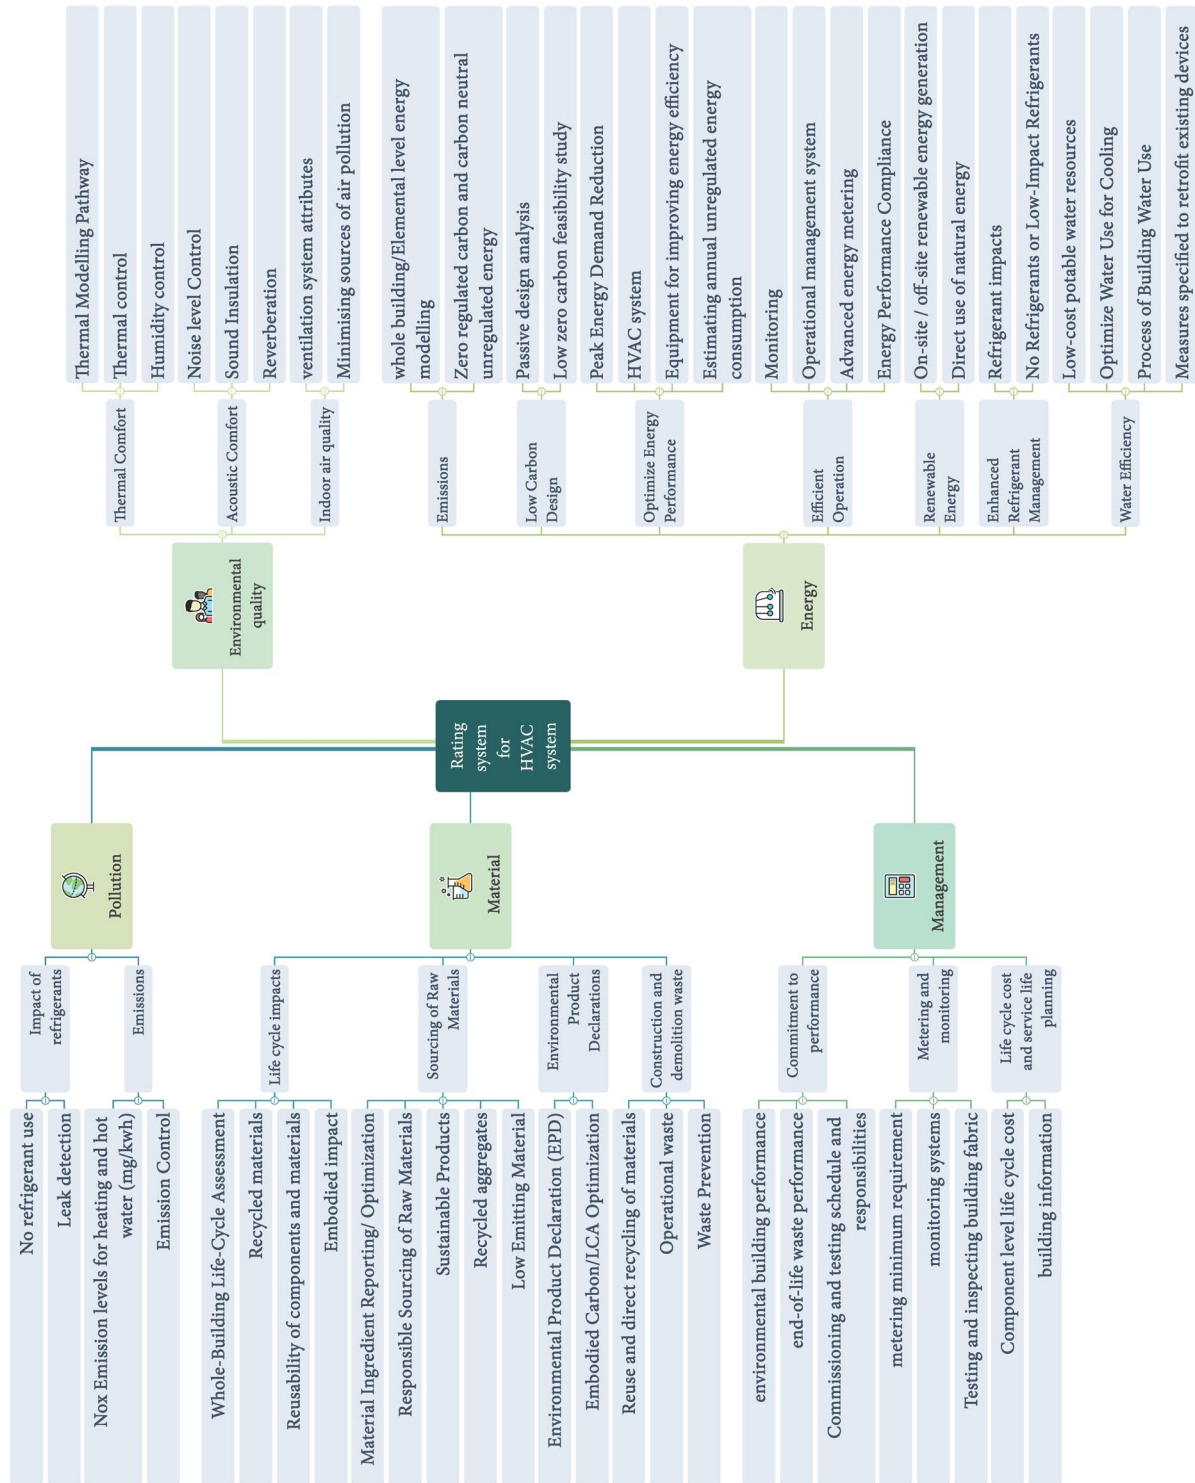 Rating
system
for
HVAC
system
Pollution
Impact of
refrigerants
No refrigerant use
Leak detection
Emissions
Nox Emission levels for heating and hot
water (mg/kwh)
Emission Control
Material
Life cycle impacts
Whole-Building Life-Cycle Assessment
Recycled materials
Reusability of components and materials
Embodied impact
Sourcing of Raw
Materials
Material Ingredient Reporting/ Optimization
Responsible Sourcing of Raw Materials
Sustainable Products
Recycled aggregates
Low Emitting Material
Environmental
Product
Declarations
Environmental Product Declaration (EPD)
Embodied Carbon/LCA Optimization
Construction and
demolition waste
Reuse and direct recycling of materials
Operational waste
Waste Prevention
Management
Commitment to
performance
environmental building performance
end-of-life waste performance
Commissioning and testing schedule and
responsibilities
Metering and
monitoring
metering minimum requirement
monitoring systems
Testing and inspecting building fabric
Life cycle cost
and service life
planning
Component level life cycle cost
building information
Environmental
quality
Thermal Comfort
Thermal Modelling Pathway
Thermal control
Humidity control
Acoustic Comfort
Noise level Control
Sound Insulation
Reverberation
Indoor air quality
ventilation system attributes
Minimising sources of air pollution
Energy
Emissions
whole building/Elemental level energy
modelling
Zero regulated carbon and carbon neutral
unregulated energy
Low Carbon
Design
Passive design analysis
Low zero carbon feasibility study
Optimize Energy
Performance
Peak Energy Demand Reduction
HVAC system
Equipment for improving energy efficiency
Estimating annual unregulated energy
consumption
Efficient
Operation
Monitoring
Operational management system
Advanced energy metering
Energy Performance Compliance
Renewable
Energy
On-site / off-site renewable energy generation
Direct use of natural energy
Enhanced
Refrigerant
Management
Refrigerant impacts
No Refrigerants or Low-Impact Refrigerants
Water Efficiency
Low-cost potable water resources
Optimize Water Use for Cooling
Process of Building Water Use
Measures specified to retrofit existing devices